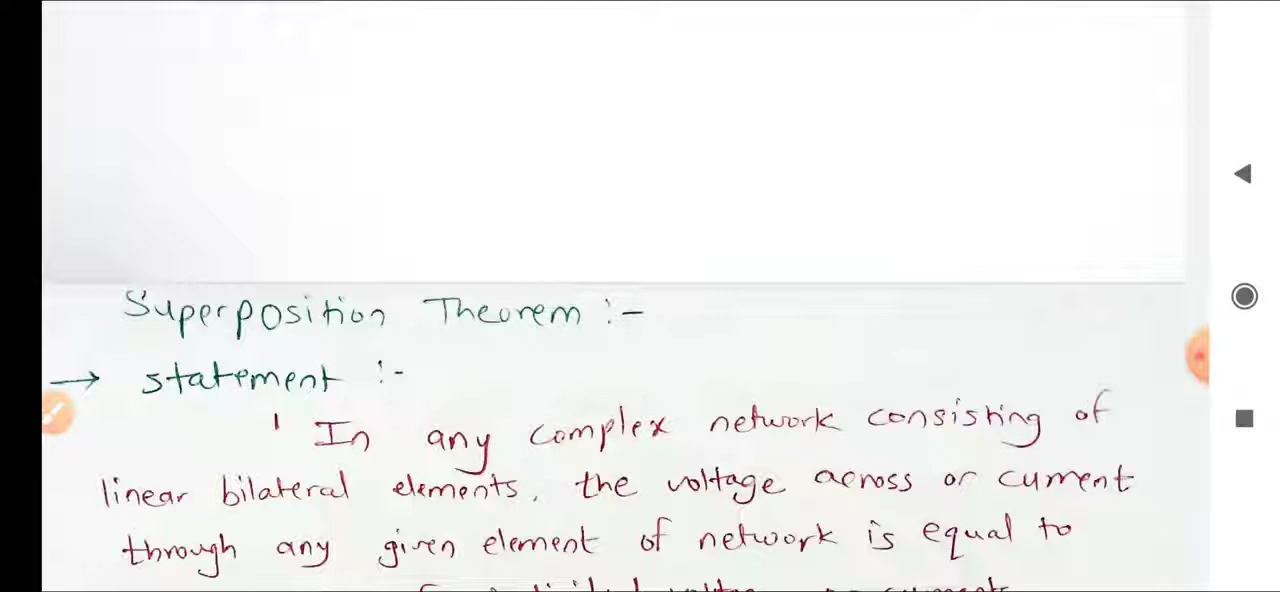 Superposition Theorem :-
→ statement :-
' In any complex network consisting of
linear bilateral elements, the voltage across or current
through any given element of network is equal to